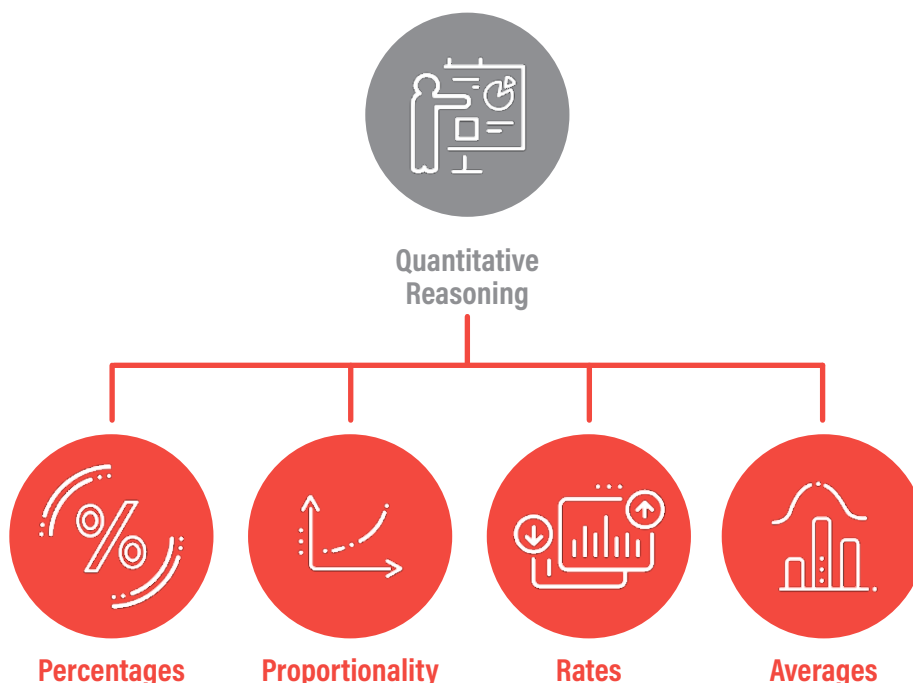 Quantitative
Reasoning
%
Percentages
Proportionality
Rates
Averages